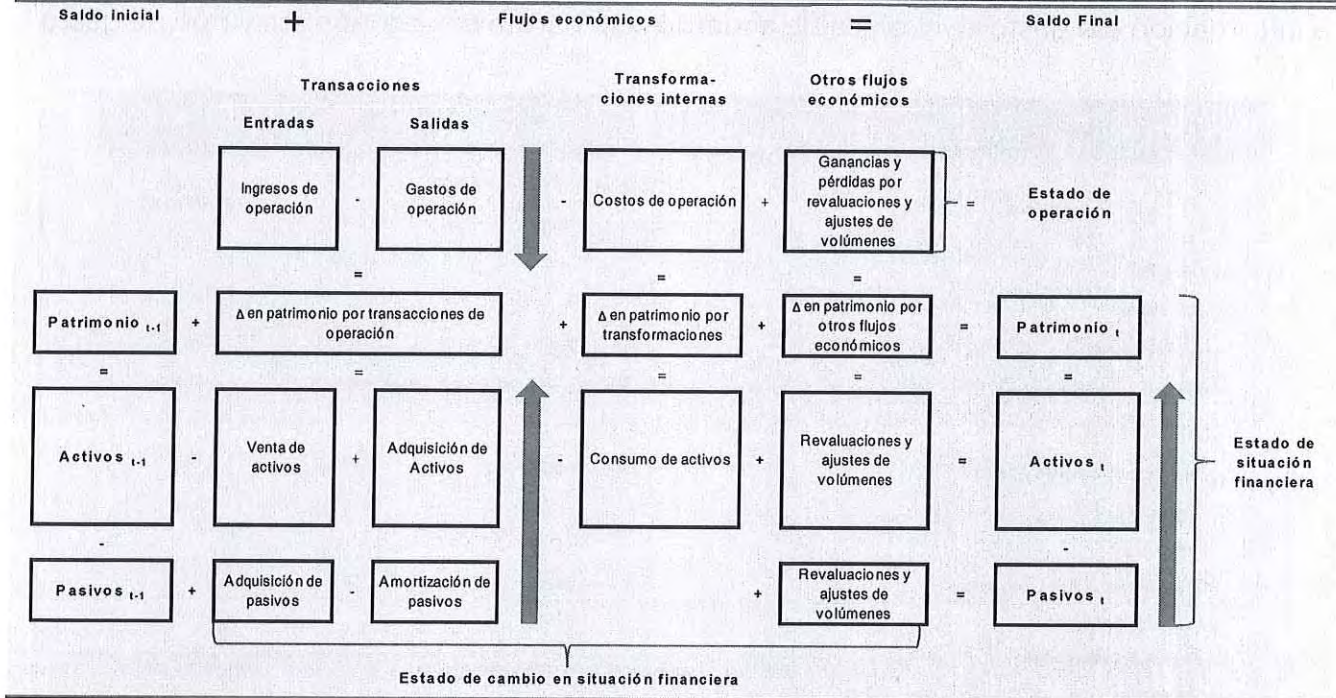 Saldo inicial + Flujos económicos = Saldo Final
Transacciones
Transforma-
ciones internas
Otros flujos
económicos
Entradas Salidas
Ingresos de
operación
-
Gastos de
operación
-
Costos de operación
+
Ganancias y
pérdidas por
revaluaciones y
ajustes de
volúmenes
=
Estado de
operación
= = =
Patrimonio t-1
+
Δ en patrimonio por transacciones de
operación
+
Δ en patrimonio por
transformaciones
+
Δ en patrimonio por
otros flujos
económicos
=
Patrimonio t
= = = = =
Activos t-1
-
Venta de
activos
+
Adquisición de
Activos
-
Consumo de activos
+
Revaluaciones y
ajustes de
volúmenes
=
Activos t
Estado de
situación
financiera
- -
Pasivos t-1
+
Adquisición de
pasivos
-
Amortización de
pasivos
+
Revaluaciones y
ajustes de
volúmenes
=
Pasivos t
Estado de cambio en situación financiera